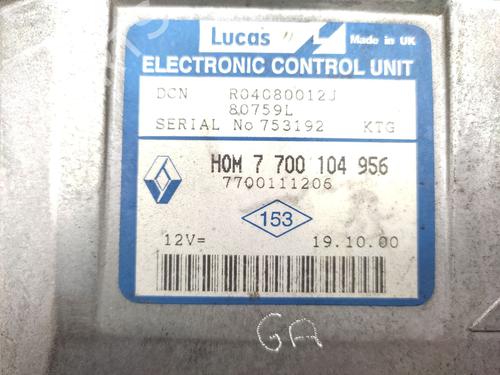 Lucas Made in UK
ELECTRONIC CONTROL UNIT
DCN R04080012J
80759L
SERIAL No 753192 KTG
HOM 7 700 104 956
7700111206
153
12V= 19.10.00
GA